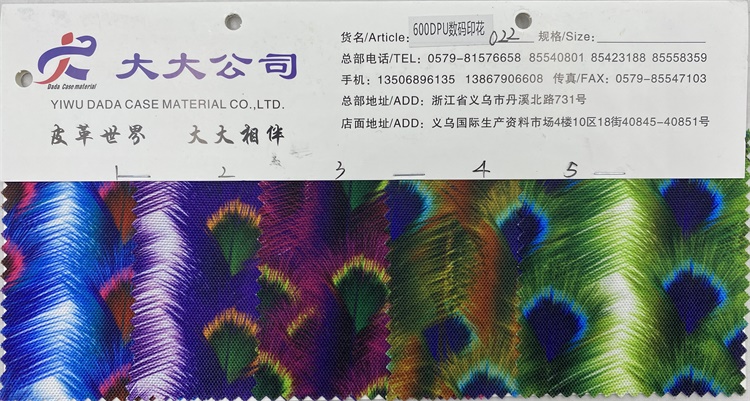 货名/Article: 600DPU数码印花 022 规格/Size:
大大公司
Dada Case material
YIWU DADA CASE MATERIAL CO.,LTD.
皮革世界 大大相伴
总部电话/TEL: 0579-81576658 85540801 85423188 85558359
手机: 13506896135 13867906608 传真/FAX: 0579-85547103
总部地址/ADD: 浙江省义乌市丹溪北路731号
店面地址/ADD: 义乌国际生产资料市场4楼10区18街40845-40851号
1 2 3 4 5